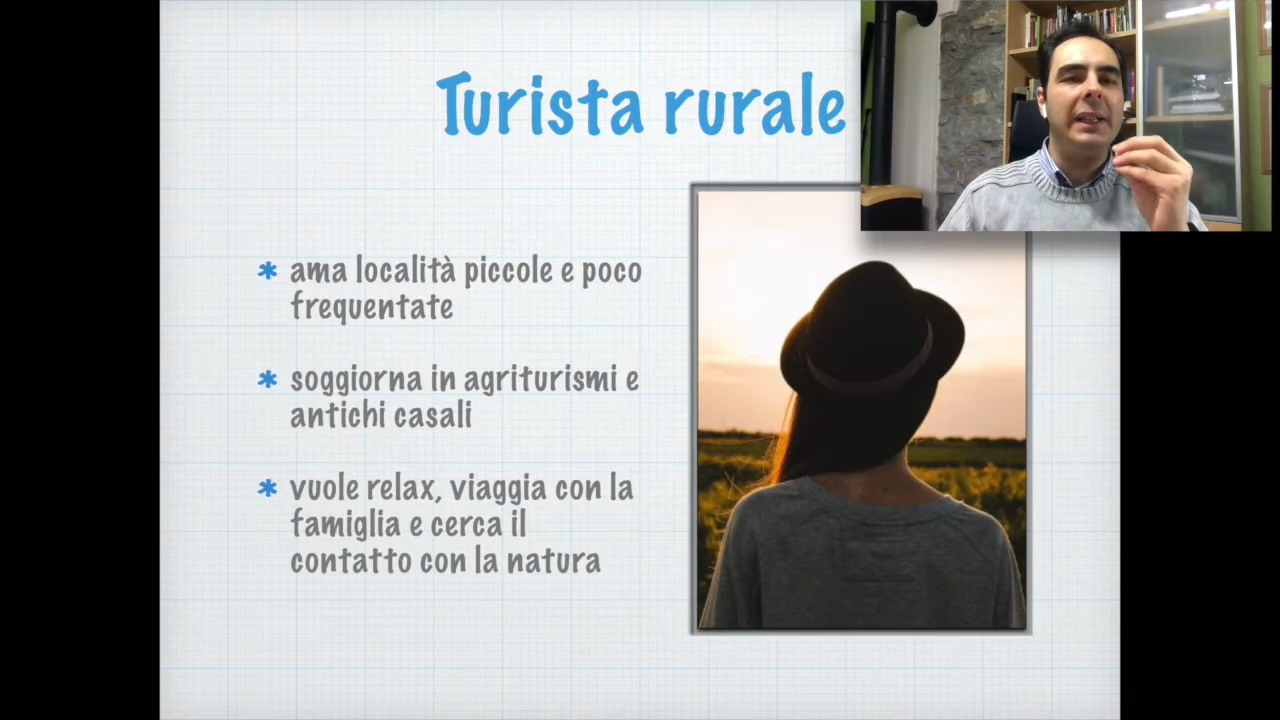 Turista rurale
* ama località piccole e poco
frequentate
* soggiorna in agriturismi e
antichi casali
* vuole relax, viaggia con la
famiglia e cerca il
contatto con la natura